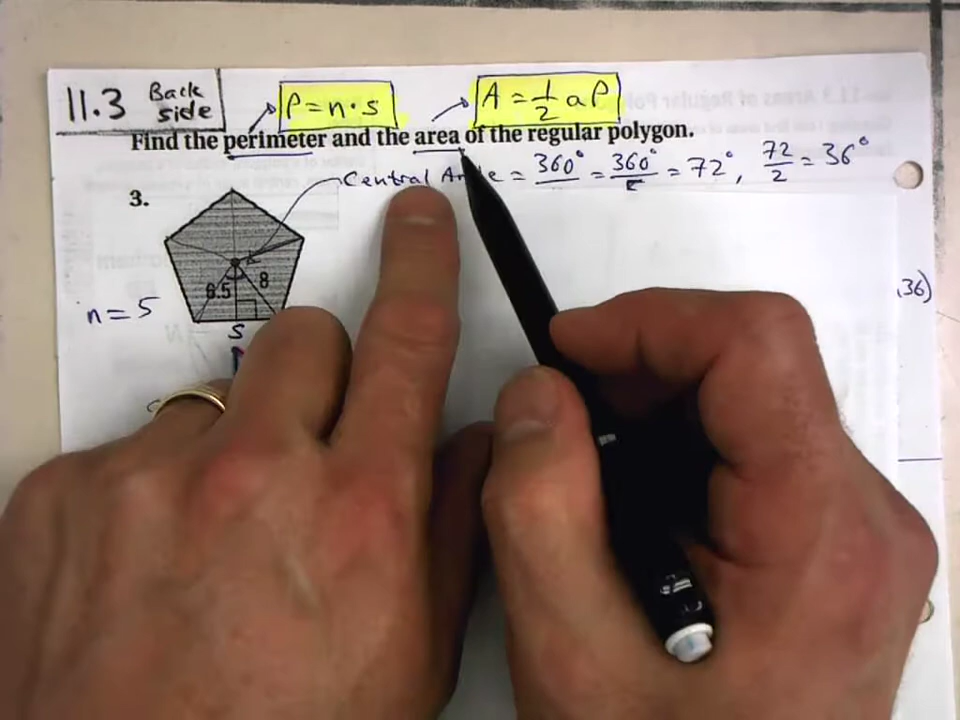 11.3 Back side P = n · s A = 1/2 a P
Find the perimeter and the area of the regular polygon.
Central = 360° = 360°/5 = 72°, 72/2 = 36°
3.
6.5 8
n = 5
S
,36)